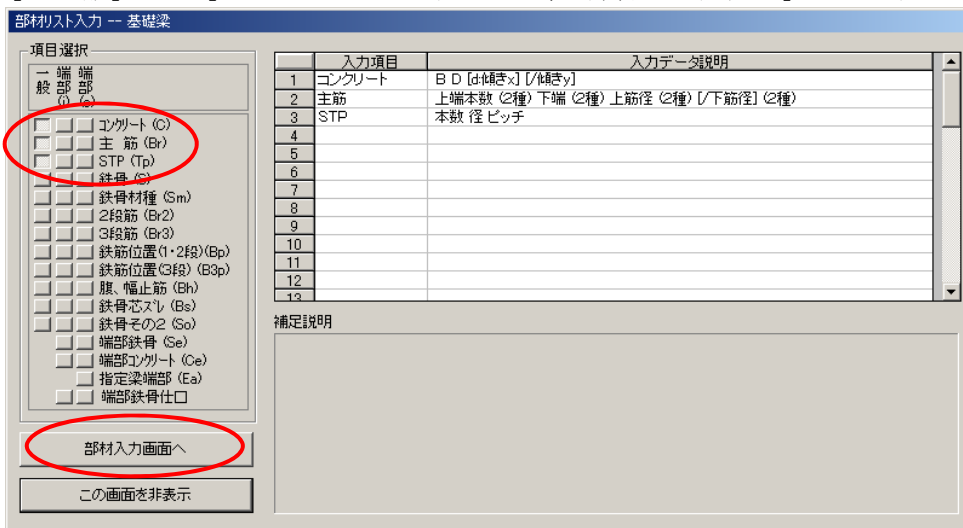 部材リスト入力 -- 基礎梁
項目選択
一般 端部(i) 端部(e)
コンクリート (C)
主 筋 (Br)
STP (Tp)
鉄骨 (S)
鉄骨材種 (Sm)
2段筋 (Br2)
3段筋 (Br3)
鉄筋位置(1・2段)(Bp)
鉄筋位置(3段) (B3p)
腹、幅止筋 (Bh)
鉄骨芯ズレ (Bs)
鉄骨その2 (So)
端部鉄骨 (Se)
端部コンクリート (Ce)
指定梁端部 (Ea)
端部鉄骨仕口
部材入力画面へ
この画面を非表示
入力項目 入力データ説明
1 コンクリート B D [d:傾きx] [/傾きy]
2 主筋 上端本数 (2種) 下端 (2種) 上筋径 (2種) [/下筋径] (2種)
3 STP 本数 径 ピッチ
4
5
6
7
8
9
10
11
12
13
補足説明